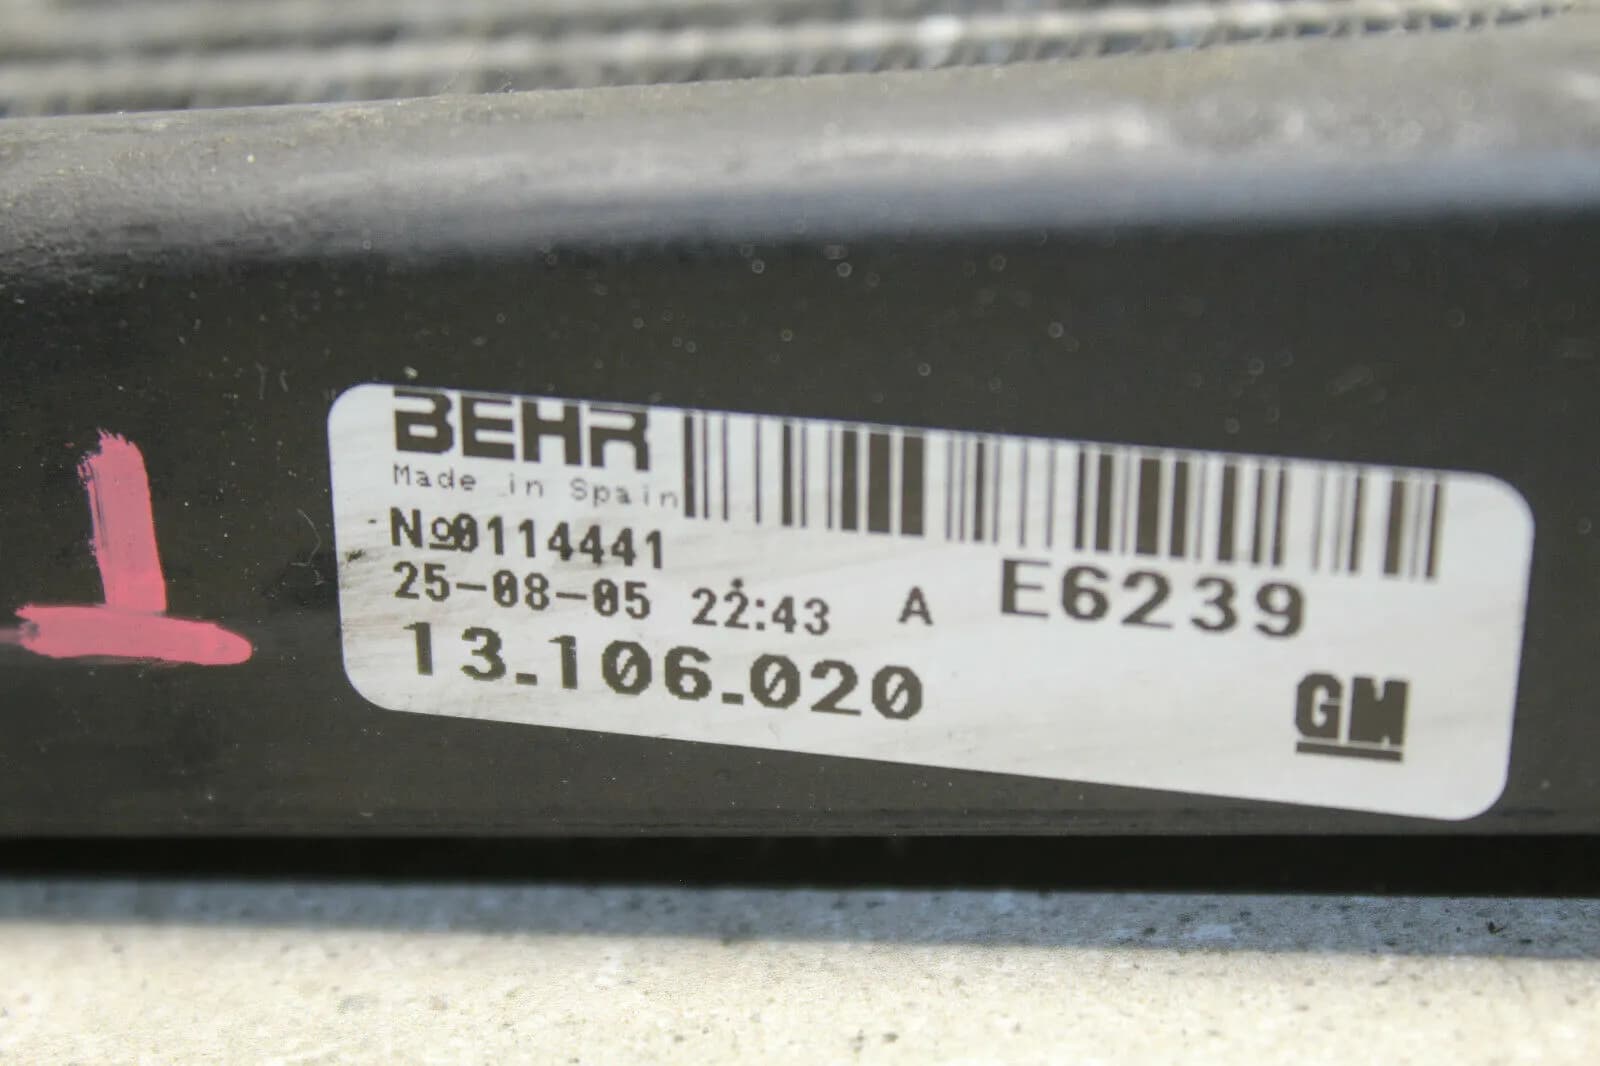 BEHR
Made in Spain
Nº0114441
25-08-05 22:43 A E6239
13.106.020
GM